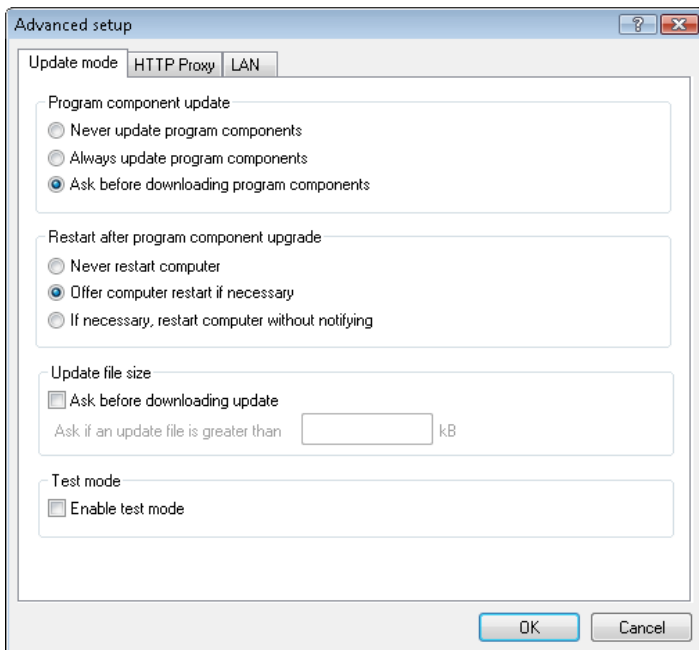 Advanced setup
Update mode HTTP Proxy LAN
Program component update
Never update program components
Always update program components
Ask before downloading program components
Restart after program component upgrade
Never restart computer
Offer computer restart if necessary
If necessary, restart computer without notifying
Update file size
Ask before downloading update
Ask if an update file is greater than kB
Test mode
Enable test mode
OK Cancel